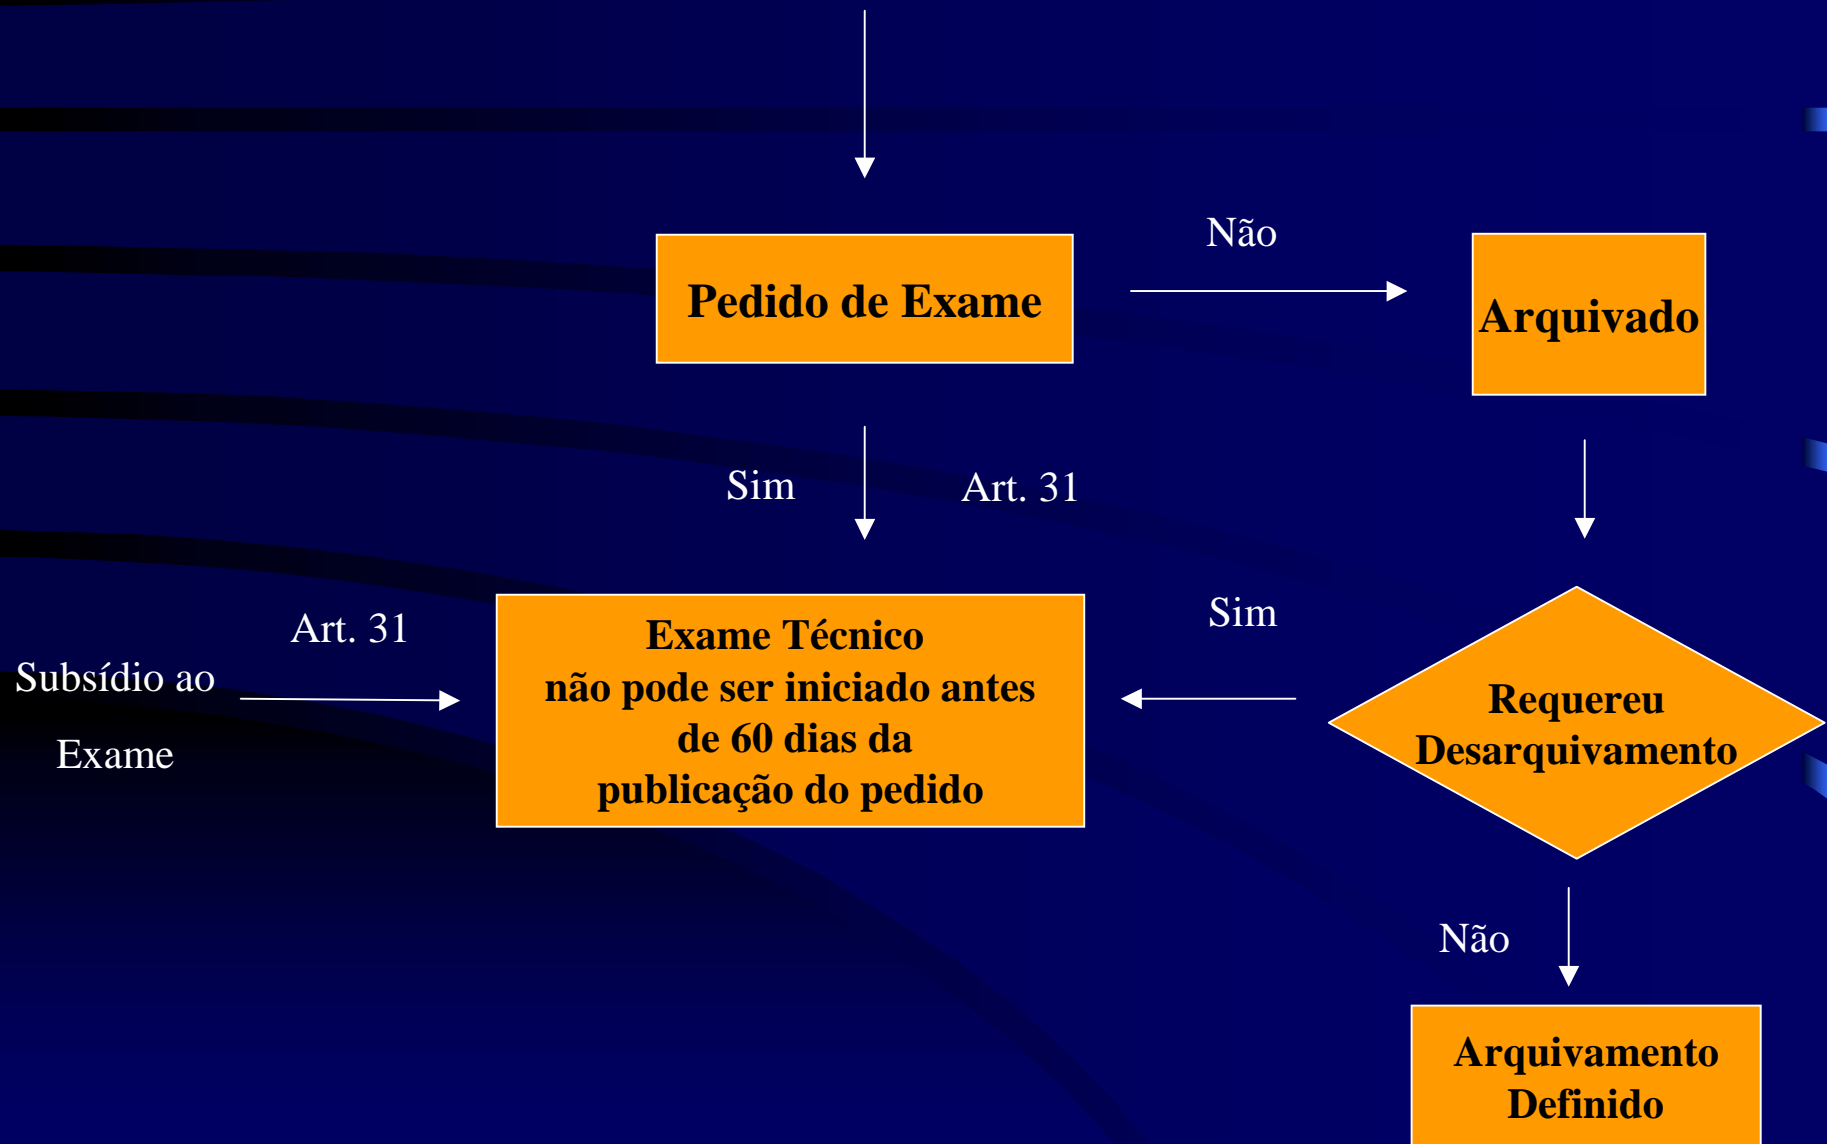 Não
Pedido de Exame
Arquivado
Sim
Art. 31
Art. 31
Subsídio ao
Exame
Exame Técnico
não pode ser iniciado antes
de 60 dias da
publicação do pedido
Sim
Requereu
Desarquivamento
Não
Arquivamento
Definido